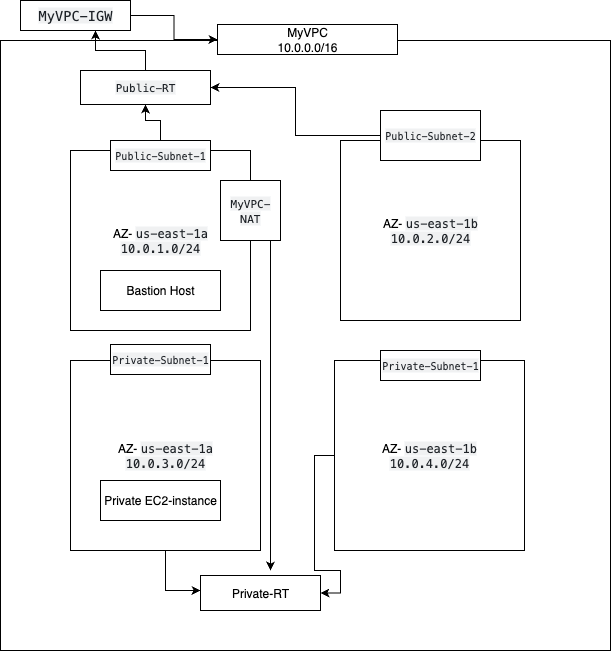 MyVPC-IGW
MyVPC
10.0.0.0/16
Public-RT
Public-Subnet-1
Public-Subnet-2
MyVPC-
NAT
AZ- us-east-1a
10.0.1.0/24
AZ- us-east-1b
10.0.2.0/24
Bastion Host
Private-Subnet-1
Private-Subnet-1
AZ- us-east-1a
10.0.3.0/24
AZ- us-east-1b
10.0.4.0/24
Private EC2-instance
Private-RT